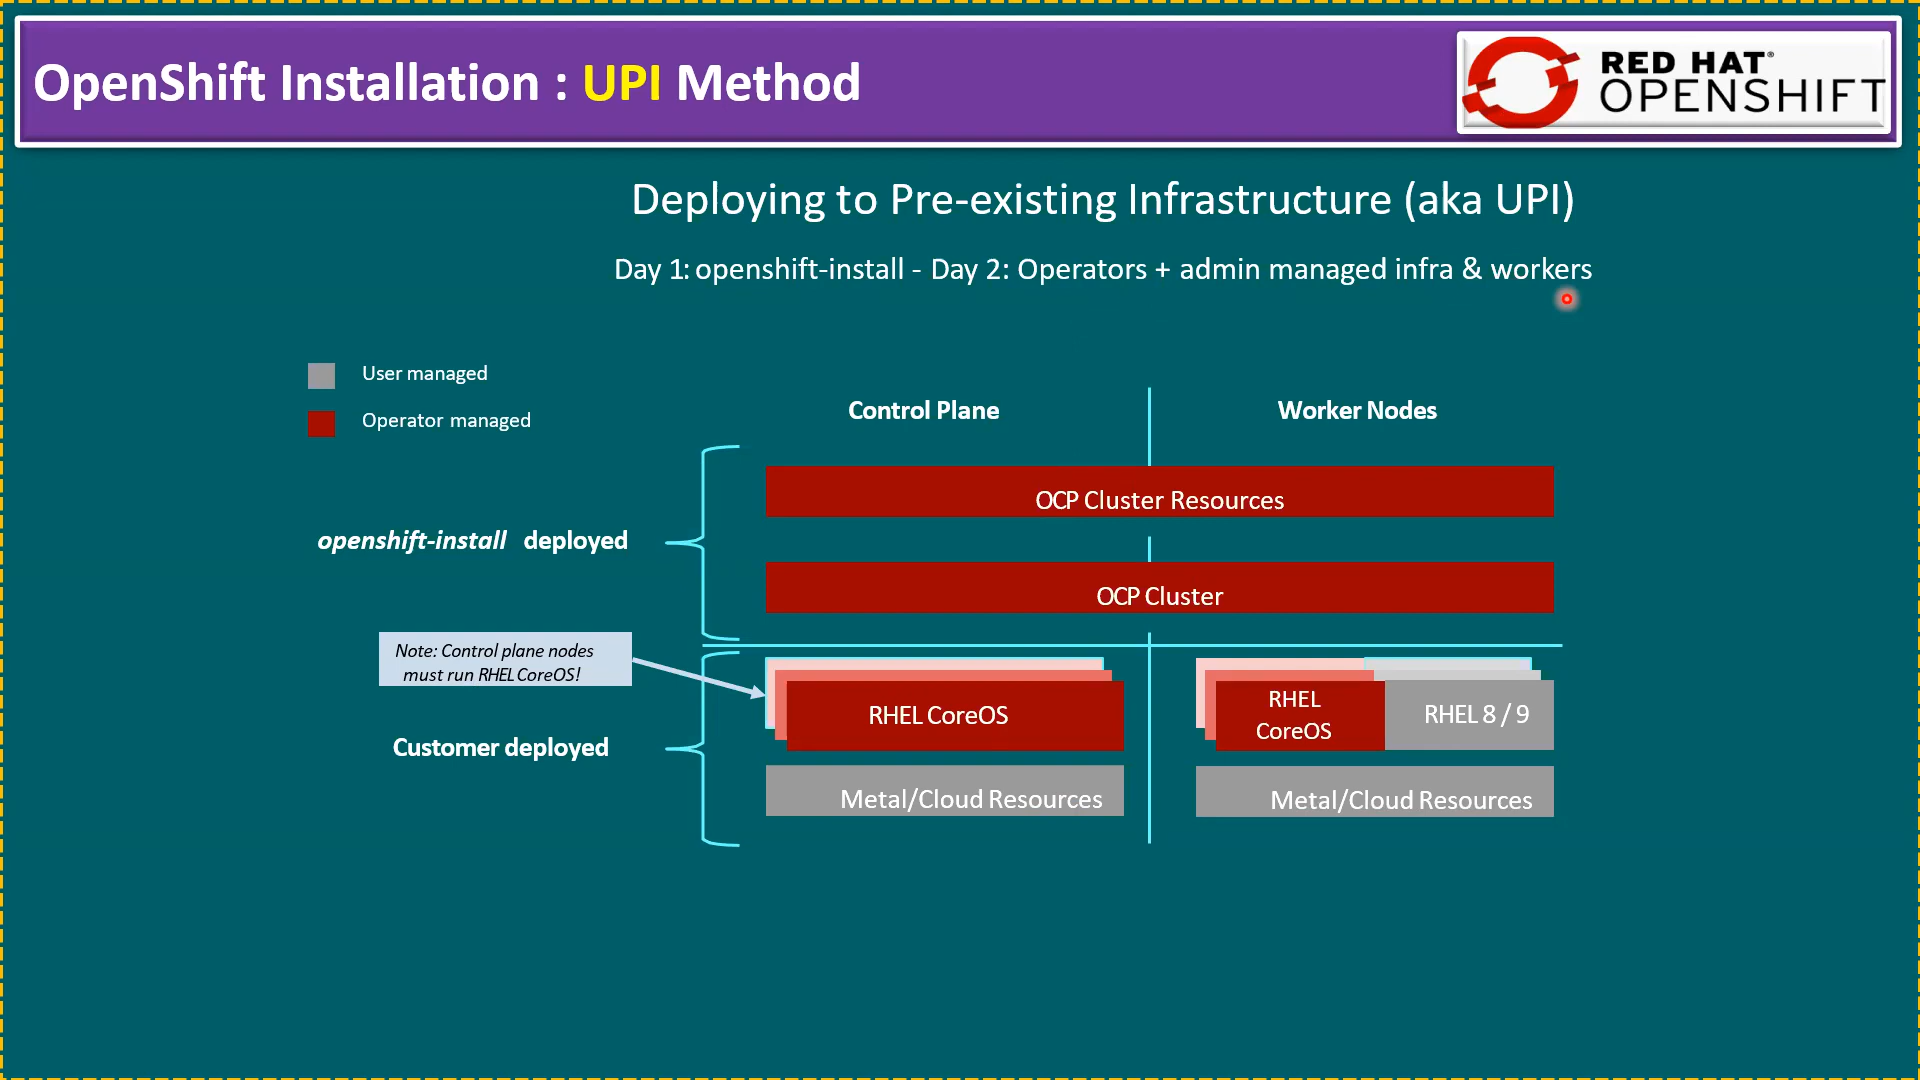 OpenShift Installation : UPI Method
RED HAT®
OPENSHIFT
Deploying to Pre-existing Infrastructure (aka UPI)
Day 1: openshift-install - Day 2: Operators + admin managed infra & workers
User managed
Operator managed
Control Plane
Worker Nodes
OCP Cluster Resources
openshift-install deployed
OCP Cluster
Note: Control plane nodes
must run RHEL CoreOS!
RHEL CoreOS
RHEL
CoreOS
RHEL 8 / 9
Customer deployed
Metal/Cloud Resources
Metal/Cloud Resources